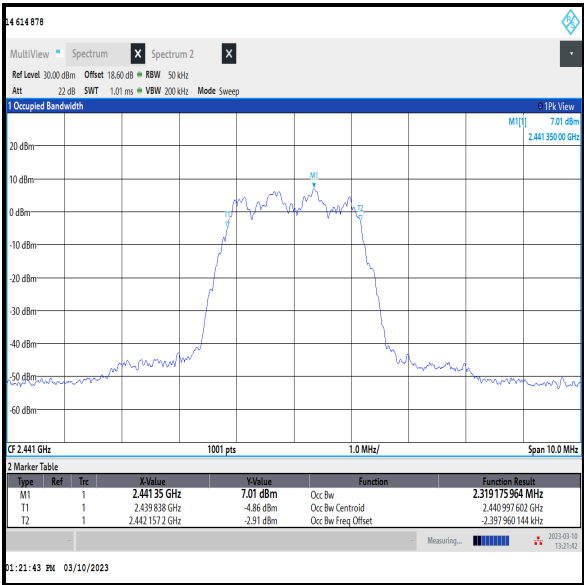 14 614 878
MultiView Spectrum X Spectrum 2 X
Ref Level 30.00 dBm Offset 18.60 dB RBW 50 kHz
Att 22 dB SWT 1.01 ms VBW 200 kHz Mode Sweep
1 Occupied Bandwidth 1Pk View
M1[1] 7.01 dBm
2.441 350 00 GHz
20 dBm
10 dBm
M1
0 dBm
T1
T2
-10 dBm
-20 dBm
-30 dBm
-40 dBm
-50 dBm
-60 dBm
CF 2.441 GHz 1001 pts 1.0 MHz/ Span 10.0 MHz
2 Marker Table
Type Ref Trc X-Value Y-Value Function Function Result
M1 1 2.441 35 GHz 7.01 dBm Occ Bw 2.319 175 964 MHz
T1 1 2.439 838 GHz -4.86 dBm Occ Bw Centroid 2.440 997 602 GHz
T2 1 2.442 157 2 GHz -2.91 dBm Occ Bw Freq Offset -2.397 960 144 kHz
Measuring... 2023-03-10
13:21:42
01:21:43 PM 03/10/2023